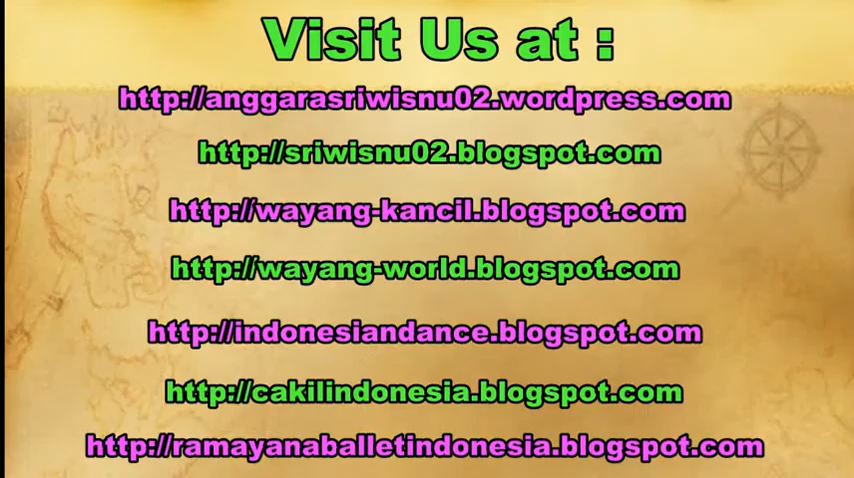 Visit Us at :
http://anggarasriwisnu02.wordpress.com
http://sriwisnu02.blogspot.com
http://wayang-kancil.blogspot.com
http://wayang-world.blogspot.com
http://indonesiandance.blogspot.com
http://cakilindonesia.blogspot.com
http://ramayanaballetindonesia.blogspot.com